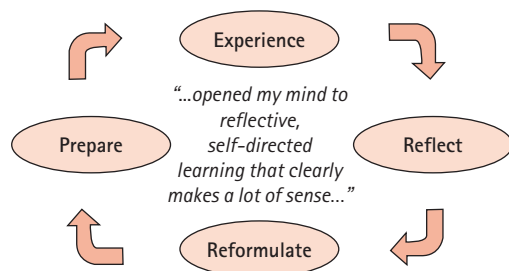 Experience
“...opened my mind to
reflective,
self-directed
learning that clearly
makes a lot of sense...”
Prepare
Reflect
Reformulate